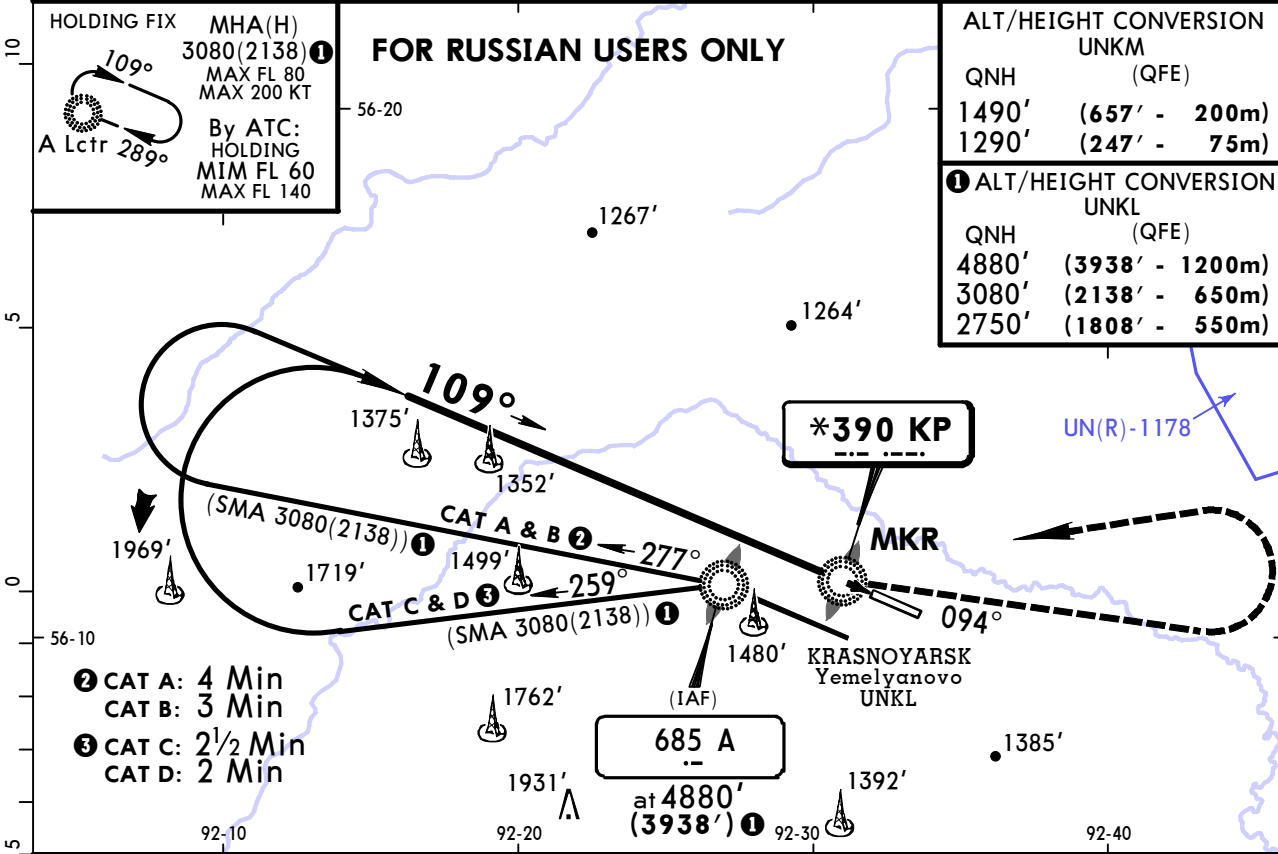 HOLDING FIX
MHA(H)
3080(2138)❶
MAX FL 80
MAX 200 KT
109°
A Lctr
289°
By ATC:
HOLDING
MIM FL 60
MAX FL 140
FOR RUSSIAN USERS ONLY
ALT/HEIGHT CONVERSION
UNKM
QNH (QFE)
1490' (657' - 200m)
1290' (247' - 75m)
❶ ALT/HEIGHT CONVERSION
UNKL
QNH (QFE)
4880' (3938' - 1200m)
3080' (2138' - 650m)
2750' (1808' - 550m)
10
56-20
1267'
5
1264'
109°
1375'
1352'
*390 KP
UN(R)-1178
(SMA 3080(2138)) ❶
CAT A & B ❷
277°
MKR
1969'
1499'
259°
0
1719'
CAT C & D ❸
(SMA 3080(2138)) ❶
094°
56-10
1480'
KRASNOYARSK
Yemelyanovo
UNKL
❷ CAT A: 4 Min
CAT B: 3 Min
❸ CAT C: 2½ Min
CAT D: 2 Min
1762'
(IAF)
685 A
at 4880'
(3938') ❶
1385'
1931'
1392'
5
92-10
92-20
92-30
92-40